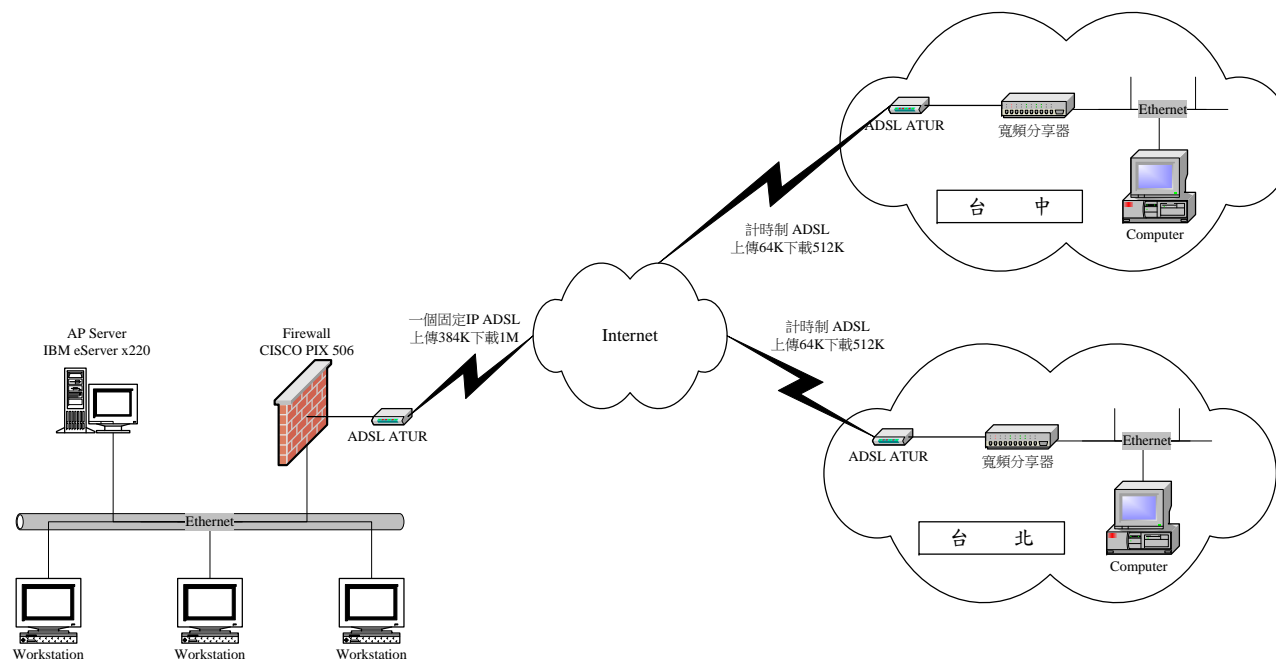 ADSL ATUR
寬頻分享器
Ethernet
台 中
Computer
計時制 ADSL
上傳64K下載512K
Internet
一個固定IP ADSL
上傳384K下載1M
計時制 ADSL
上傳64K下載512K
AP Server
IBM eServer x220
Firewall
CISCO PIX 506
ADSL ATUR
ADSL ATUR
寬頻分享器
Ethernet
台 北
Computer
Ethernet
Workstation
Workstation
Workstation